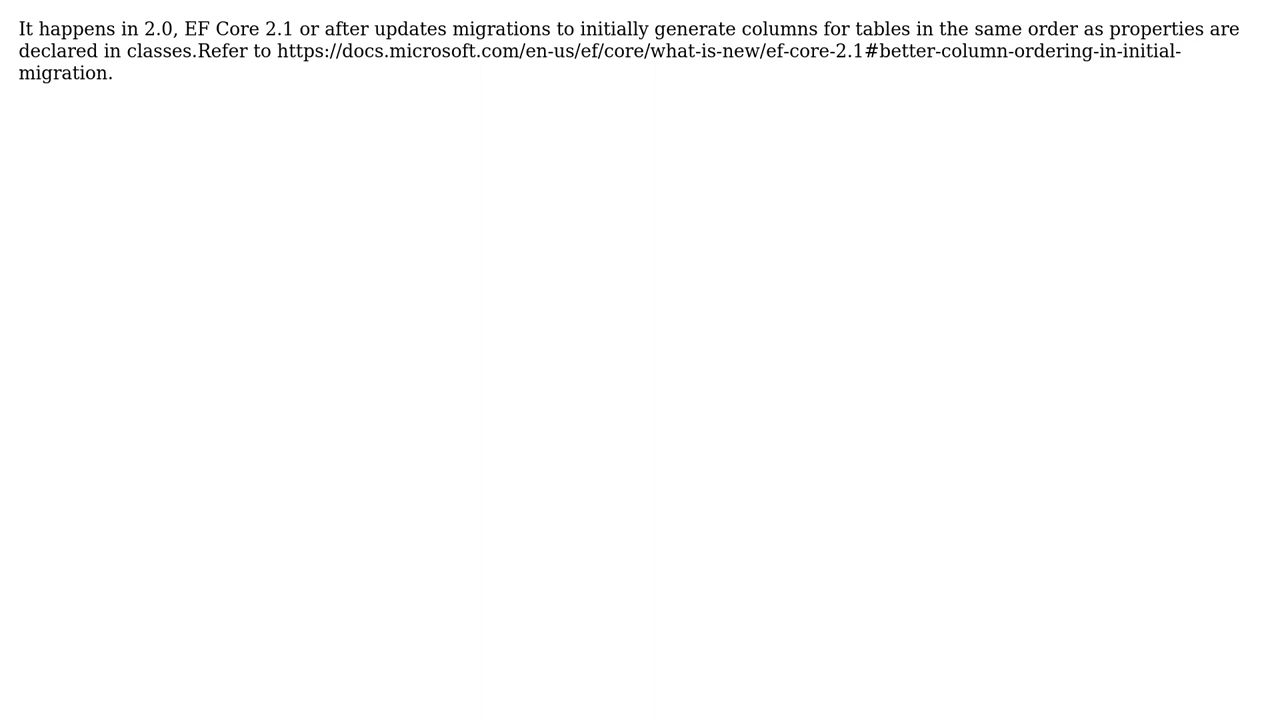 It happens in 2.0, EF Core 2.1 or after updates migrations to initially generate columns for tables in the same order as properties are
declared in classes.Refer to https://docs.microsoft.com/en-us/ef/core/what-is-new/ef-core-2.1#better-column-ordering-in-initial-
migration.